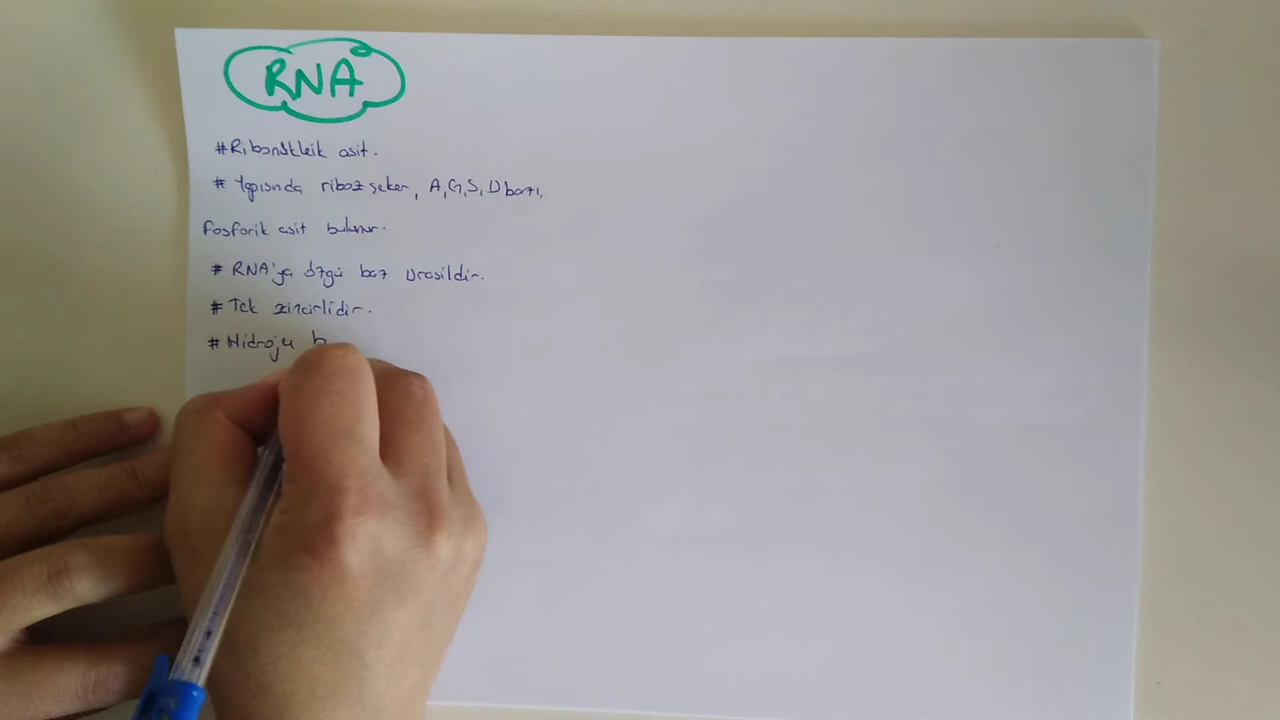 RNA
#Ribonükleik asit.
# Yapısında riboz şeker, A,G,S,U bazı,
fosforik asit bulunur.
# RNA'ya özgü baz Urasildir.
# Tek zincirlidir.
# Hidrojen b